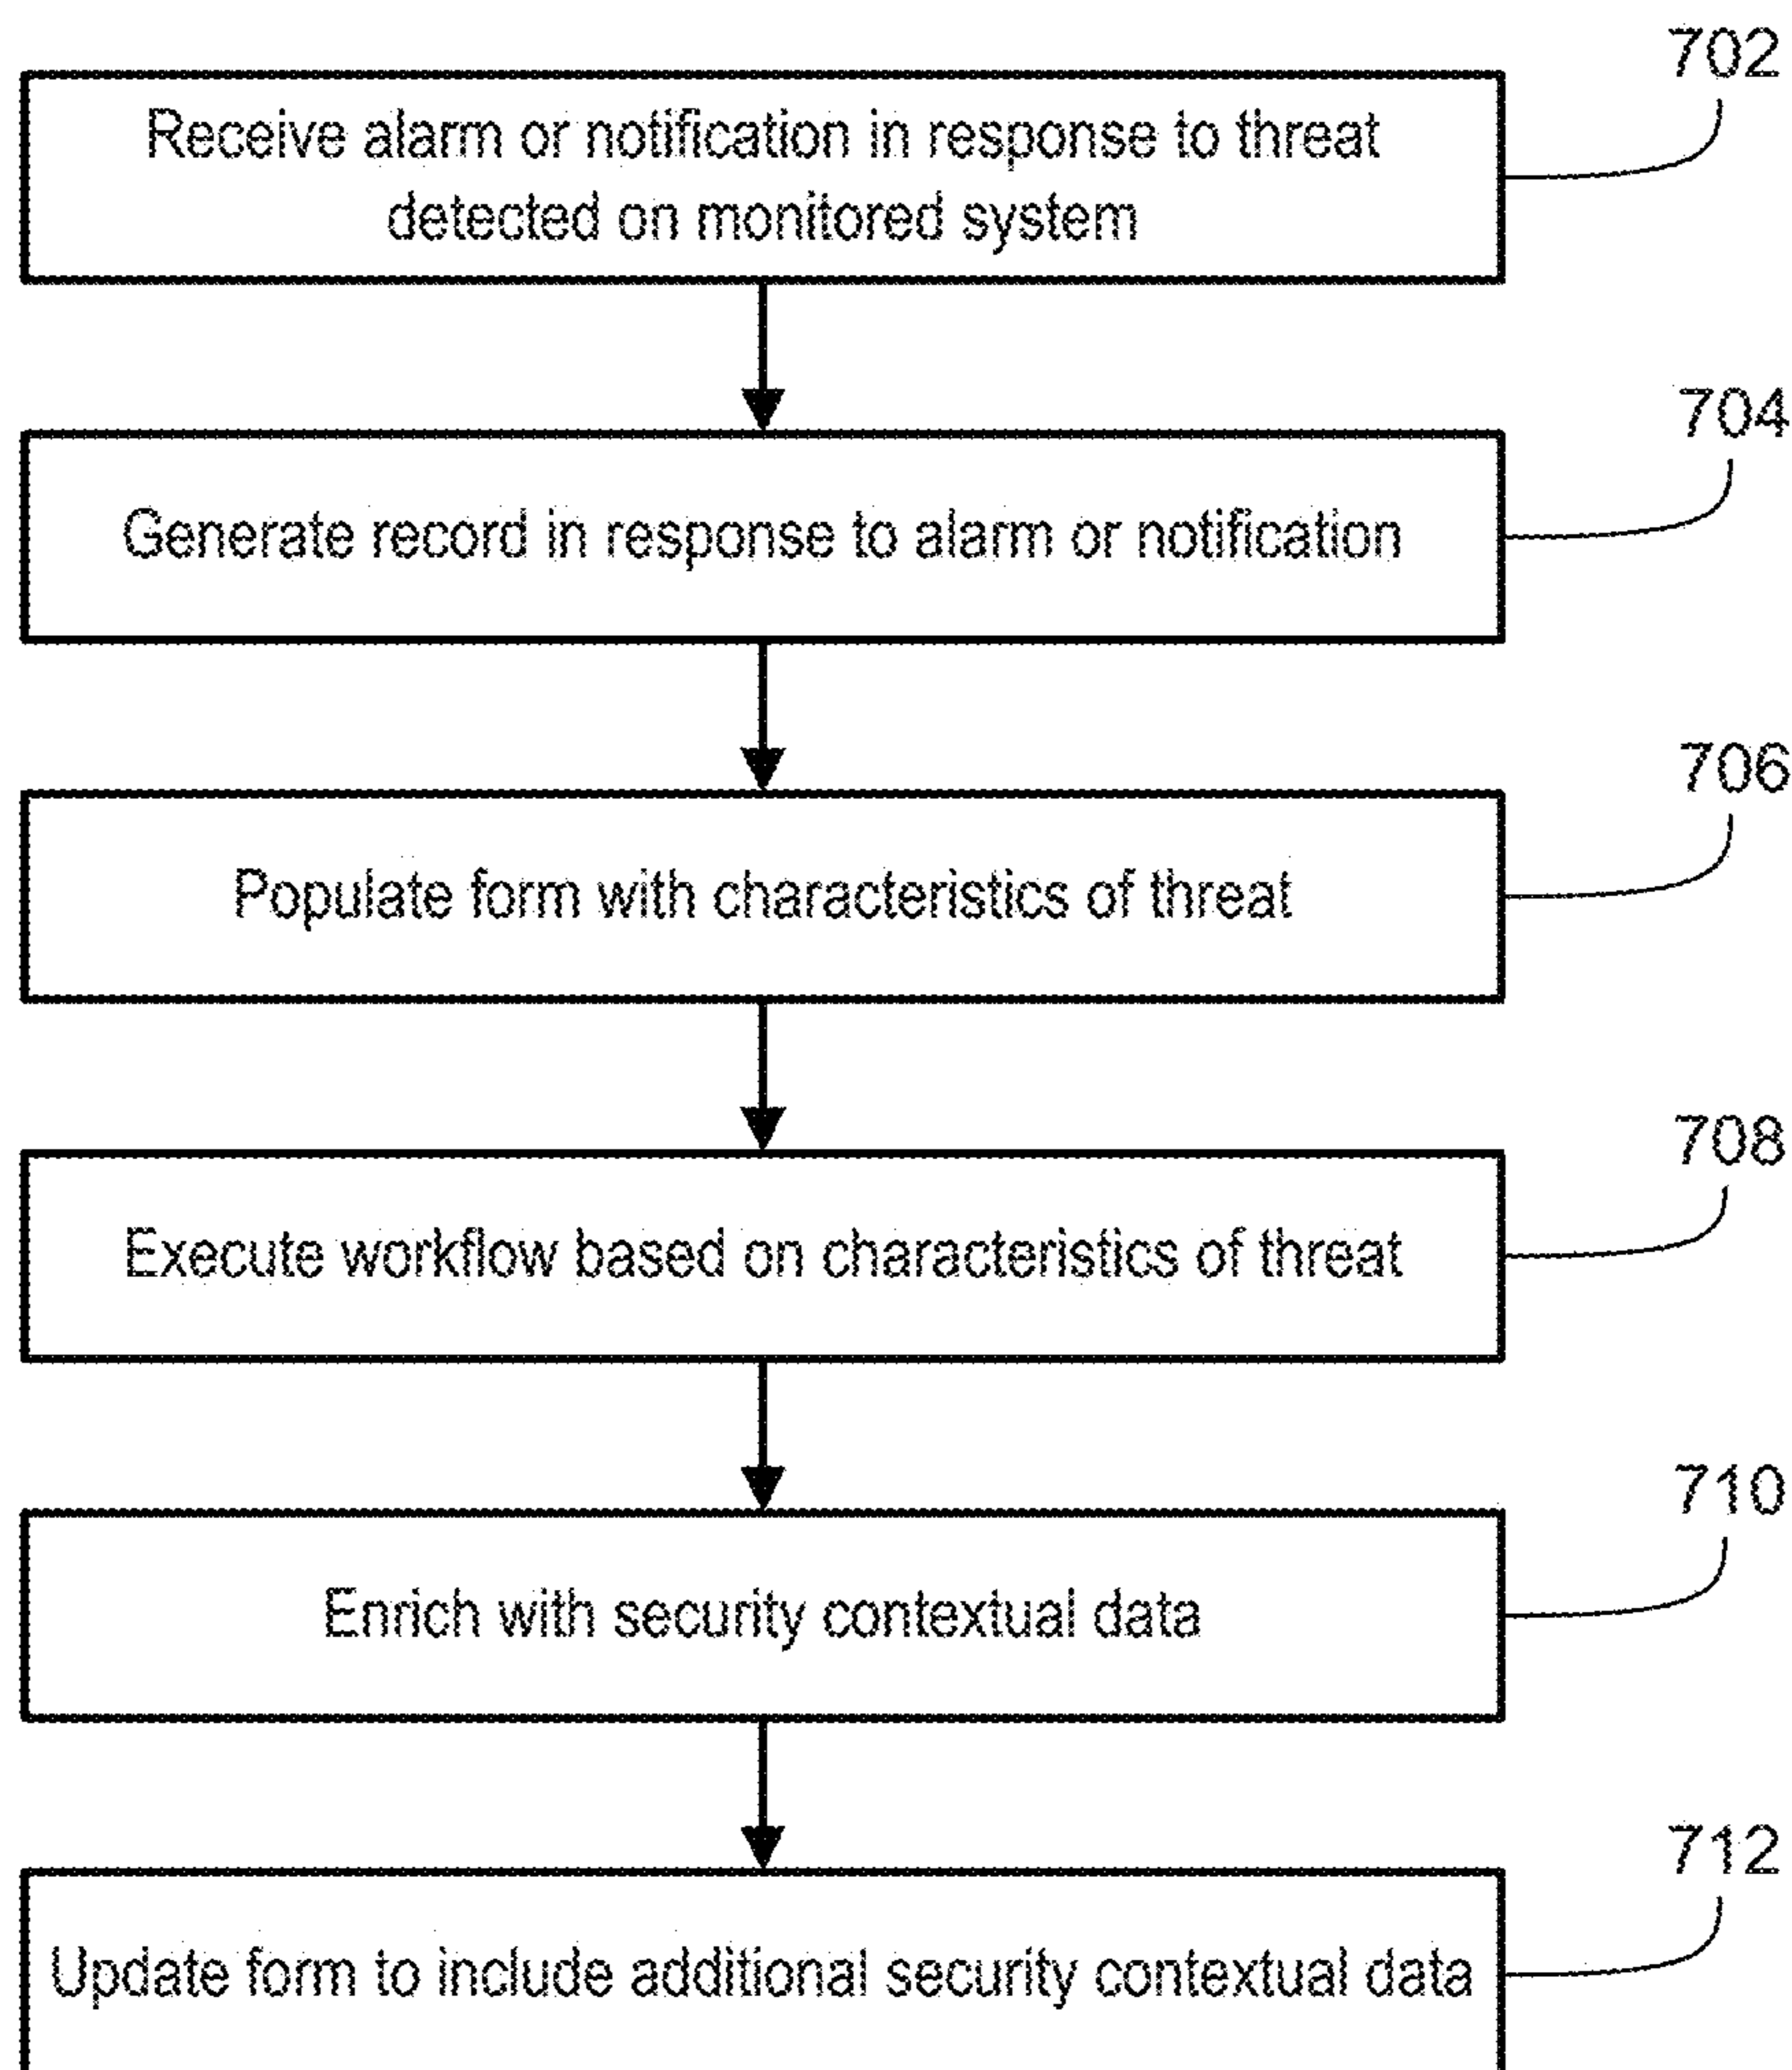 702
Receive alarm or notification in response to threat
detected on monitored system
704
Generate record in response to alarm or notification
706
Populate form with characteristics of threat
708
Execute workflow based on characteristics of threat
710
Enrich with security contextual data
712
Update form to include additional security contextual data